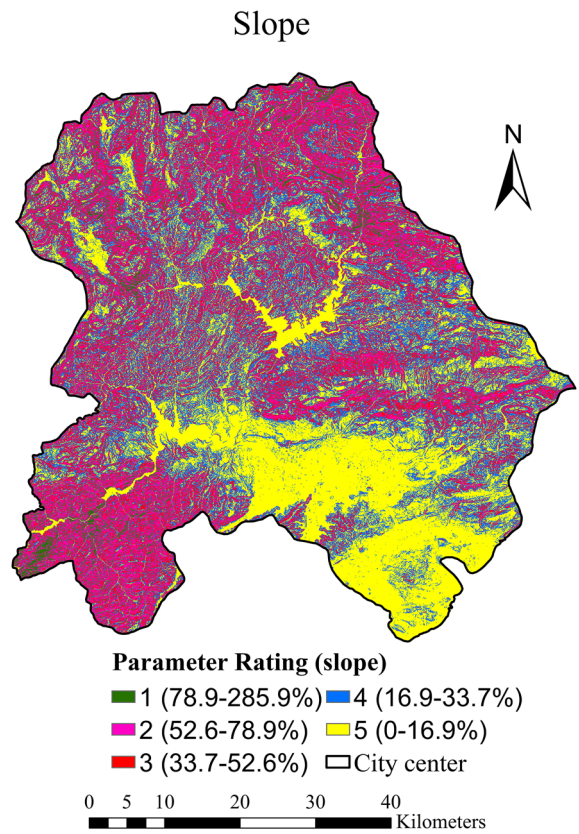 Slope
N
Parameter Rating (slope)
1 (78.9-285.9%) 4 (16.9-33.7%)
2 (52.6-78.9%) 5 (0-16.9%)
3 (33.7-52.6%) City center
0 5 10 20 30 40
Kilometers